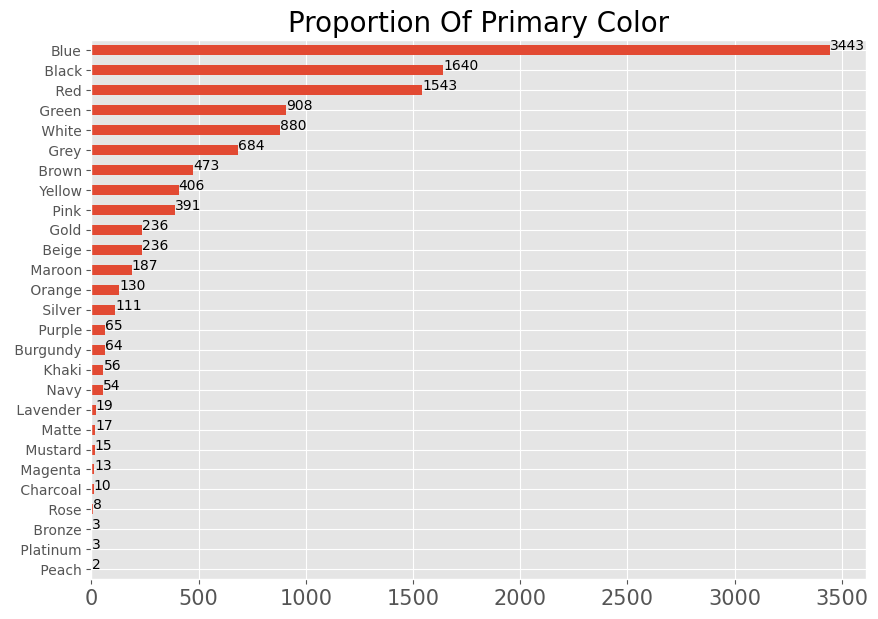 Proportion Of Primary Color
Blue 3443
Black 1640
Red 1543
Green 908
White 880
Grey 684
Brown 473
Yellow 406
Pink 391
Gold 236
Beige 236
Maroon 187
Orange 130
Silver 111
Purple 65
Burgundy 64
Khaki 56
Navy 54
Lavender 19
Matte 17
Mustard 15
Magenta 13
Charcoal 10
Rose 8
Bronze 3
Platinum 3
Peach 2
0 500 1000 1500 2000 2500 3000 3500